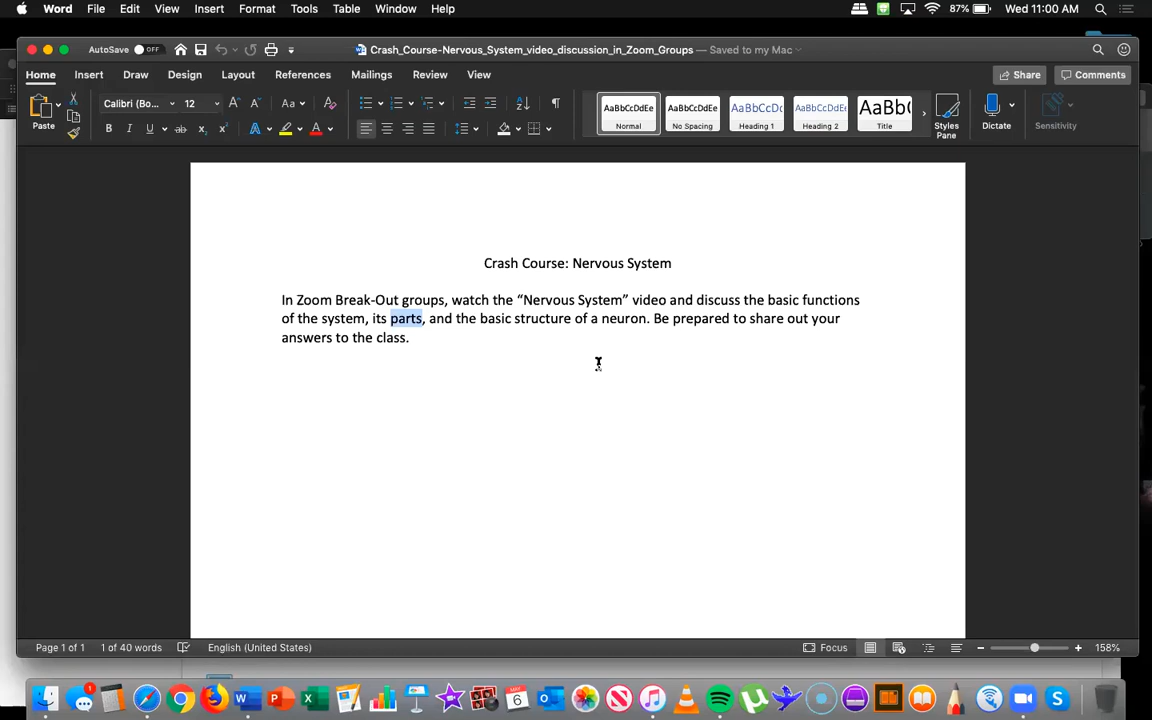 Word File Edit View Insert Format Tools Table Window Help 87% Wed 11:00 AM
AutoSave OFF Crash_Course-Nervous_System_video_discussion_in_Zoom_Groups — Saved to my Mac
Home Insert Draw Design Layout References Mailings Review View Share Comments
Calibri (Bo... 12
AaBbCcDdEe AaBbCcDdEe AaBbCcDc AaBbCcDdEe AaBbC
Normal No Spacing Heading 1 Heading 2 Title
Paste Styles Pane Dictate Sensitivity
Crash Course: Nervous System
In Zoom Break-Out groups, watch the “Nervous System” video and discuss the basic functions
of the system, its parts, and the basic structure of a neuron. Be prepared to share out your
answers to the class.
Page 1 of 1 1 of 40 words English (United States) Focus 158%
MAY
6